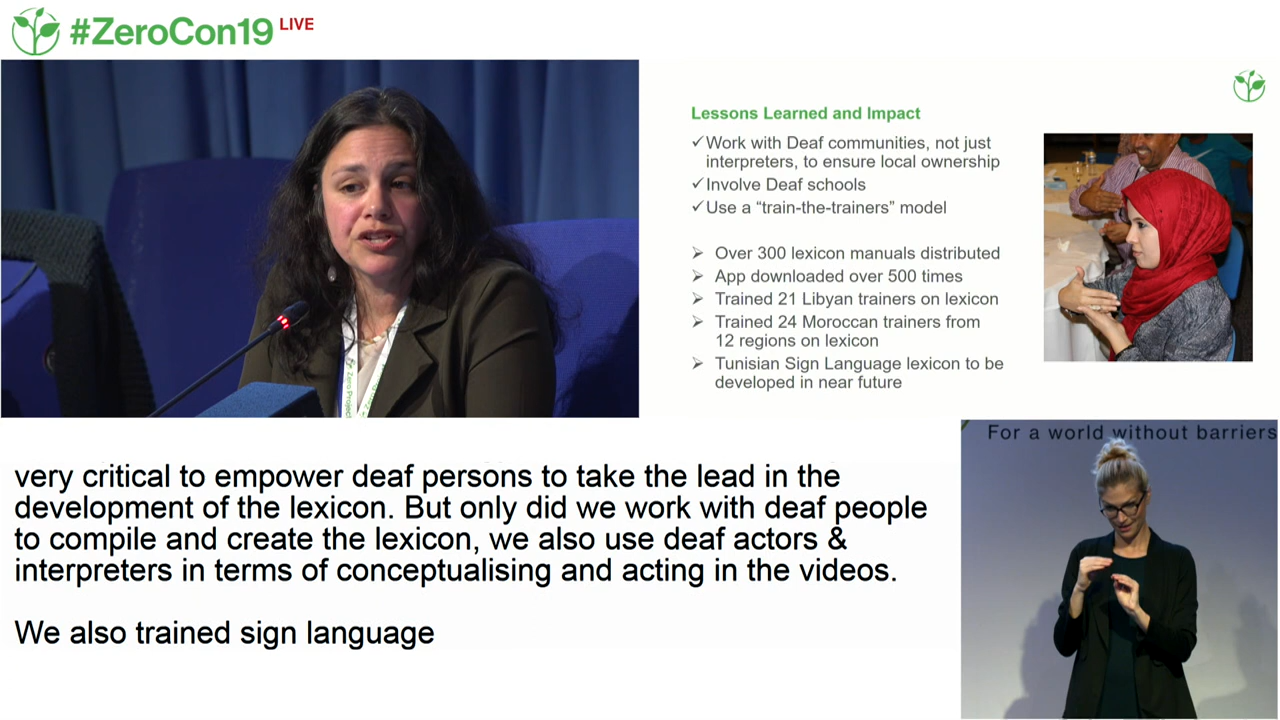 #ZeroCon19 LIVE
Lessons Learned and Impact
✓Work with Deaf communities, not just
interpreters, to ensure local ownership
✓Involve Deaf schools
✓Use a “train-the-trainers” model
➢ Over 300 lexicon manuals distributed
➢ App downloaded over 500 times
➢ Trained 21 Libyan trainers on lexicon
➢ Trained 24 Moroccan trainers from
12 regions on lexicon
➢ Tunisian Sign Language lexicon to be
developed in near future
Zero Project
Zero Project
For a world without barriers
very critical to empower deaf persons to take the lead in the
development of the lexicon. But only did we work with deaf people
to compile and create the lexicon, we also use deaf actors &
interpreters in terms of conceptualising and acting in the videos.
We also trained sign language